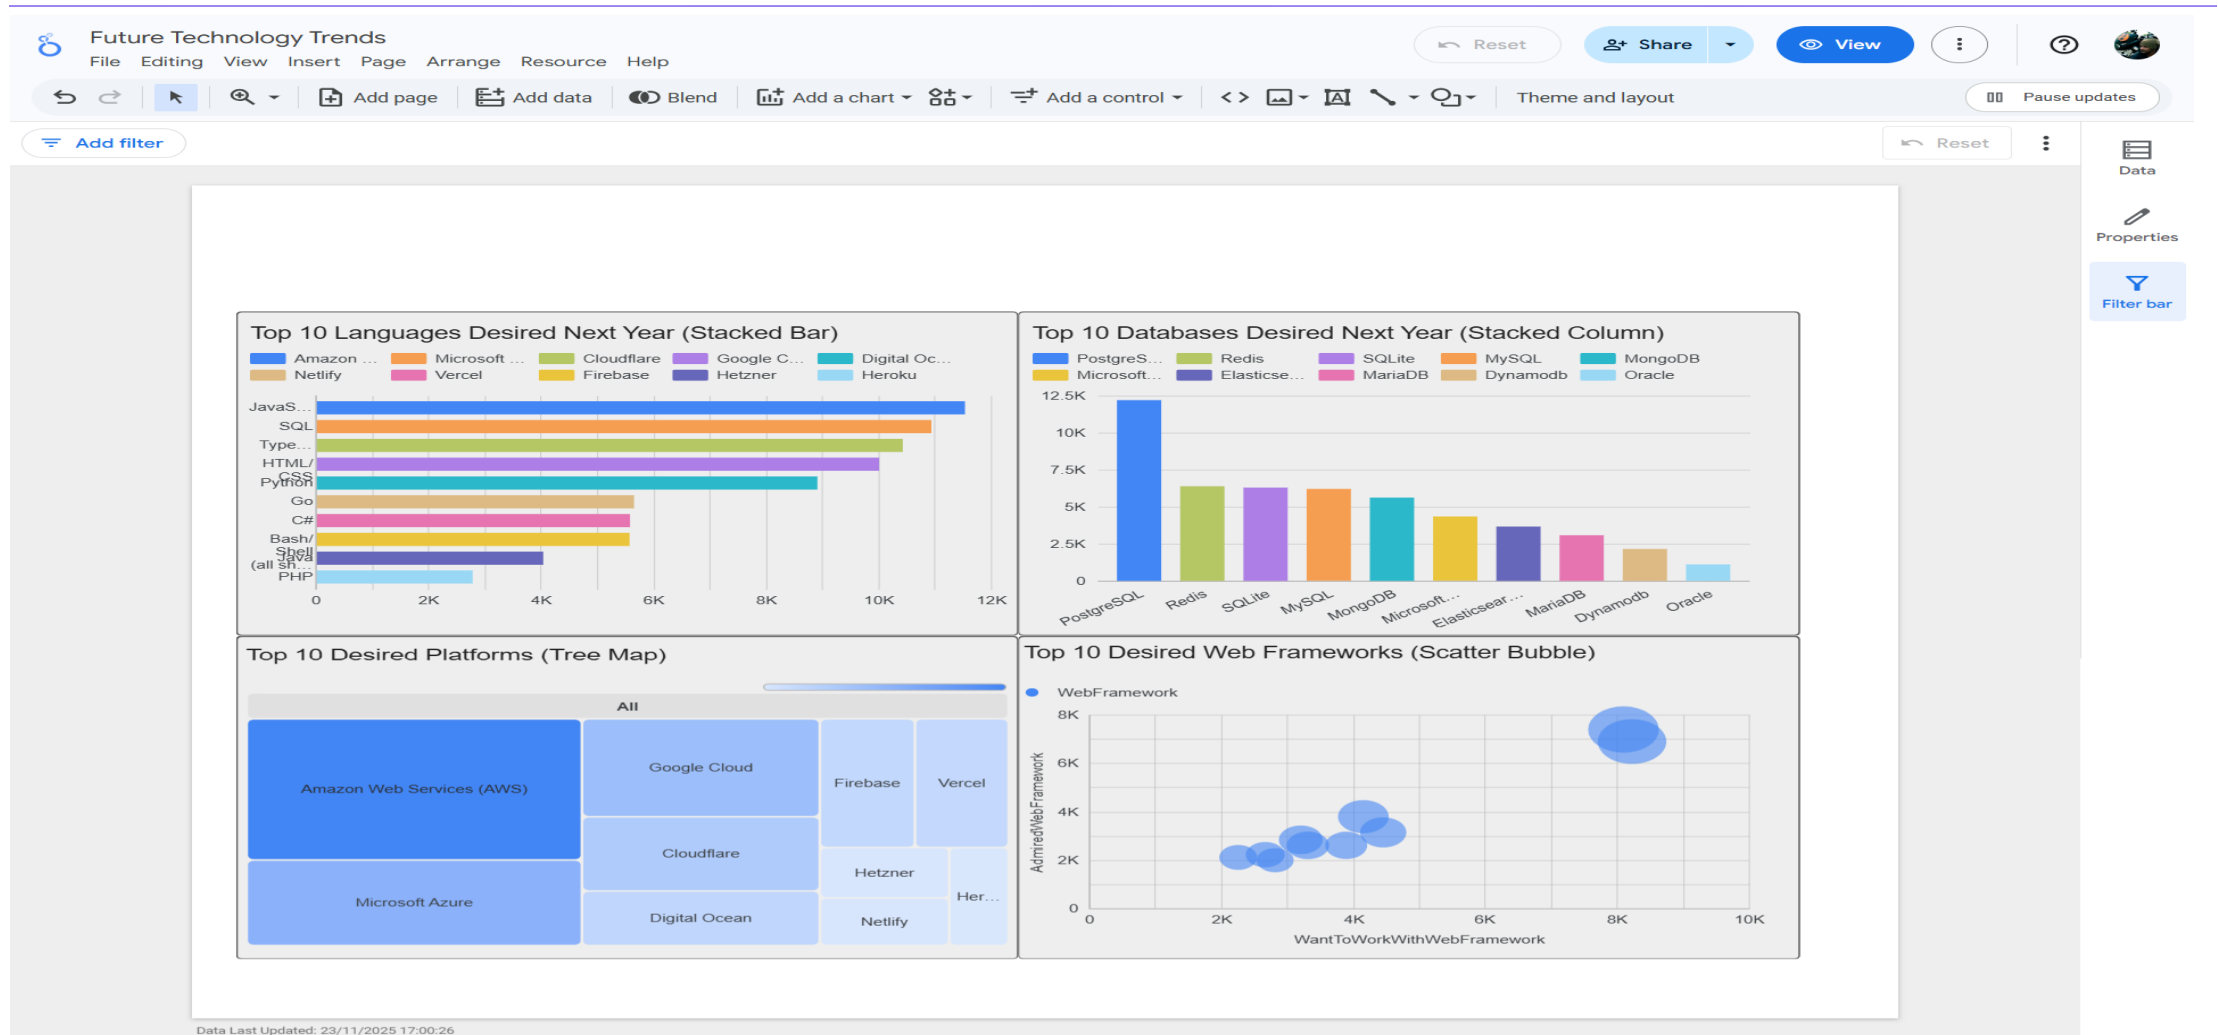 Future Technology Trends
Reset
Share
View
File Editing View Insert Page Arrange Resource Help
Add page
Add data
Blend
Add a chart
Add a control
Theme and layout
Pause updates
Add filter
Reset
Data
Properties
Filter bar
Top 10 Languages Desired Next Year (Stacked Bar)
Amazon ... Microsoft ... Cloudflare Google C... Digital Oc...
Netlify Vercel Firebase Hetzner Heroku
JavaS...
SQL
Type...
HTML/
CSS
Python
Go
C#
Bash/
Shell
Java
(all sh...
PHP
0 2K 4K 6K 8K 10K 12K
Top 10 Databases Desired Next Year (Stacked Column)
PostgreS... Redis SQLite MySQL MongoDB
Microsoft... Elasticse... MariaDB Dynamodb Oracle
12.5K
10K
7.5K
5K
2.5K
0
PostgreSQL Redis SQLite MySQL MongoDB Microsoft... Elasticsear... MariaDB Dynamodb Oracle
Top 10 Desired Platforms (Tree Map)
All
Amazon Web Services (AWS)
Microsoft Azure
Google Cloud
Cloudflare
Digital Ocean
Firebase
Vercel
Hetzner
Netlify
Her...
Top 10 Desired Web Frameworks (Scatter Bubble)
WebFramework
AdmiredWebFramework
8K
6K
4K
2K
0
0 2K 4K 6K 8K 10K
WantToWorkWithWebFramework
Data Last Updated: 23/11/2025 17:00:26